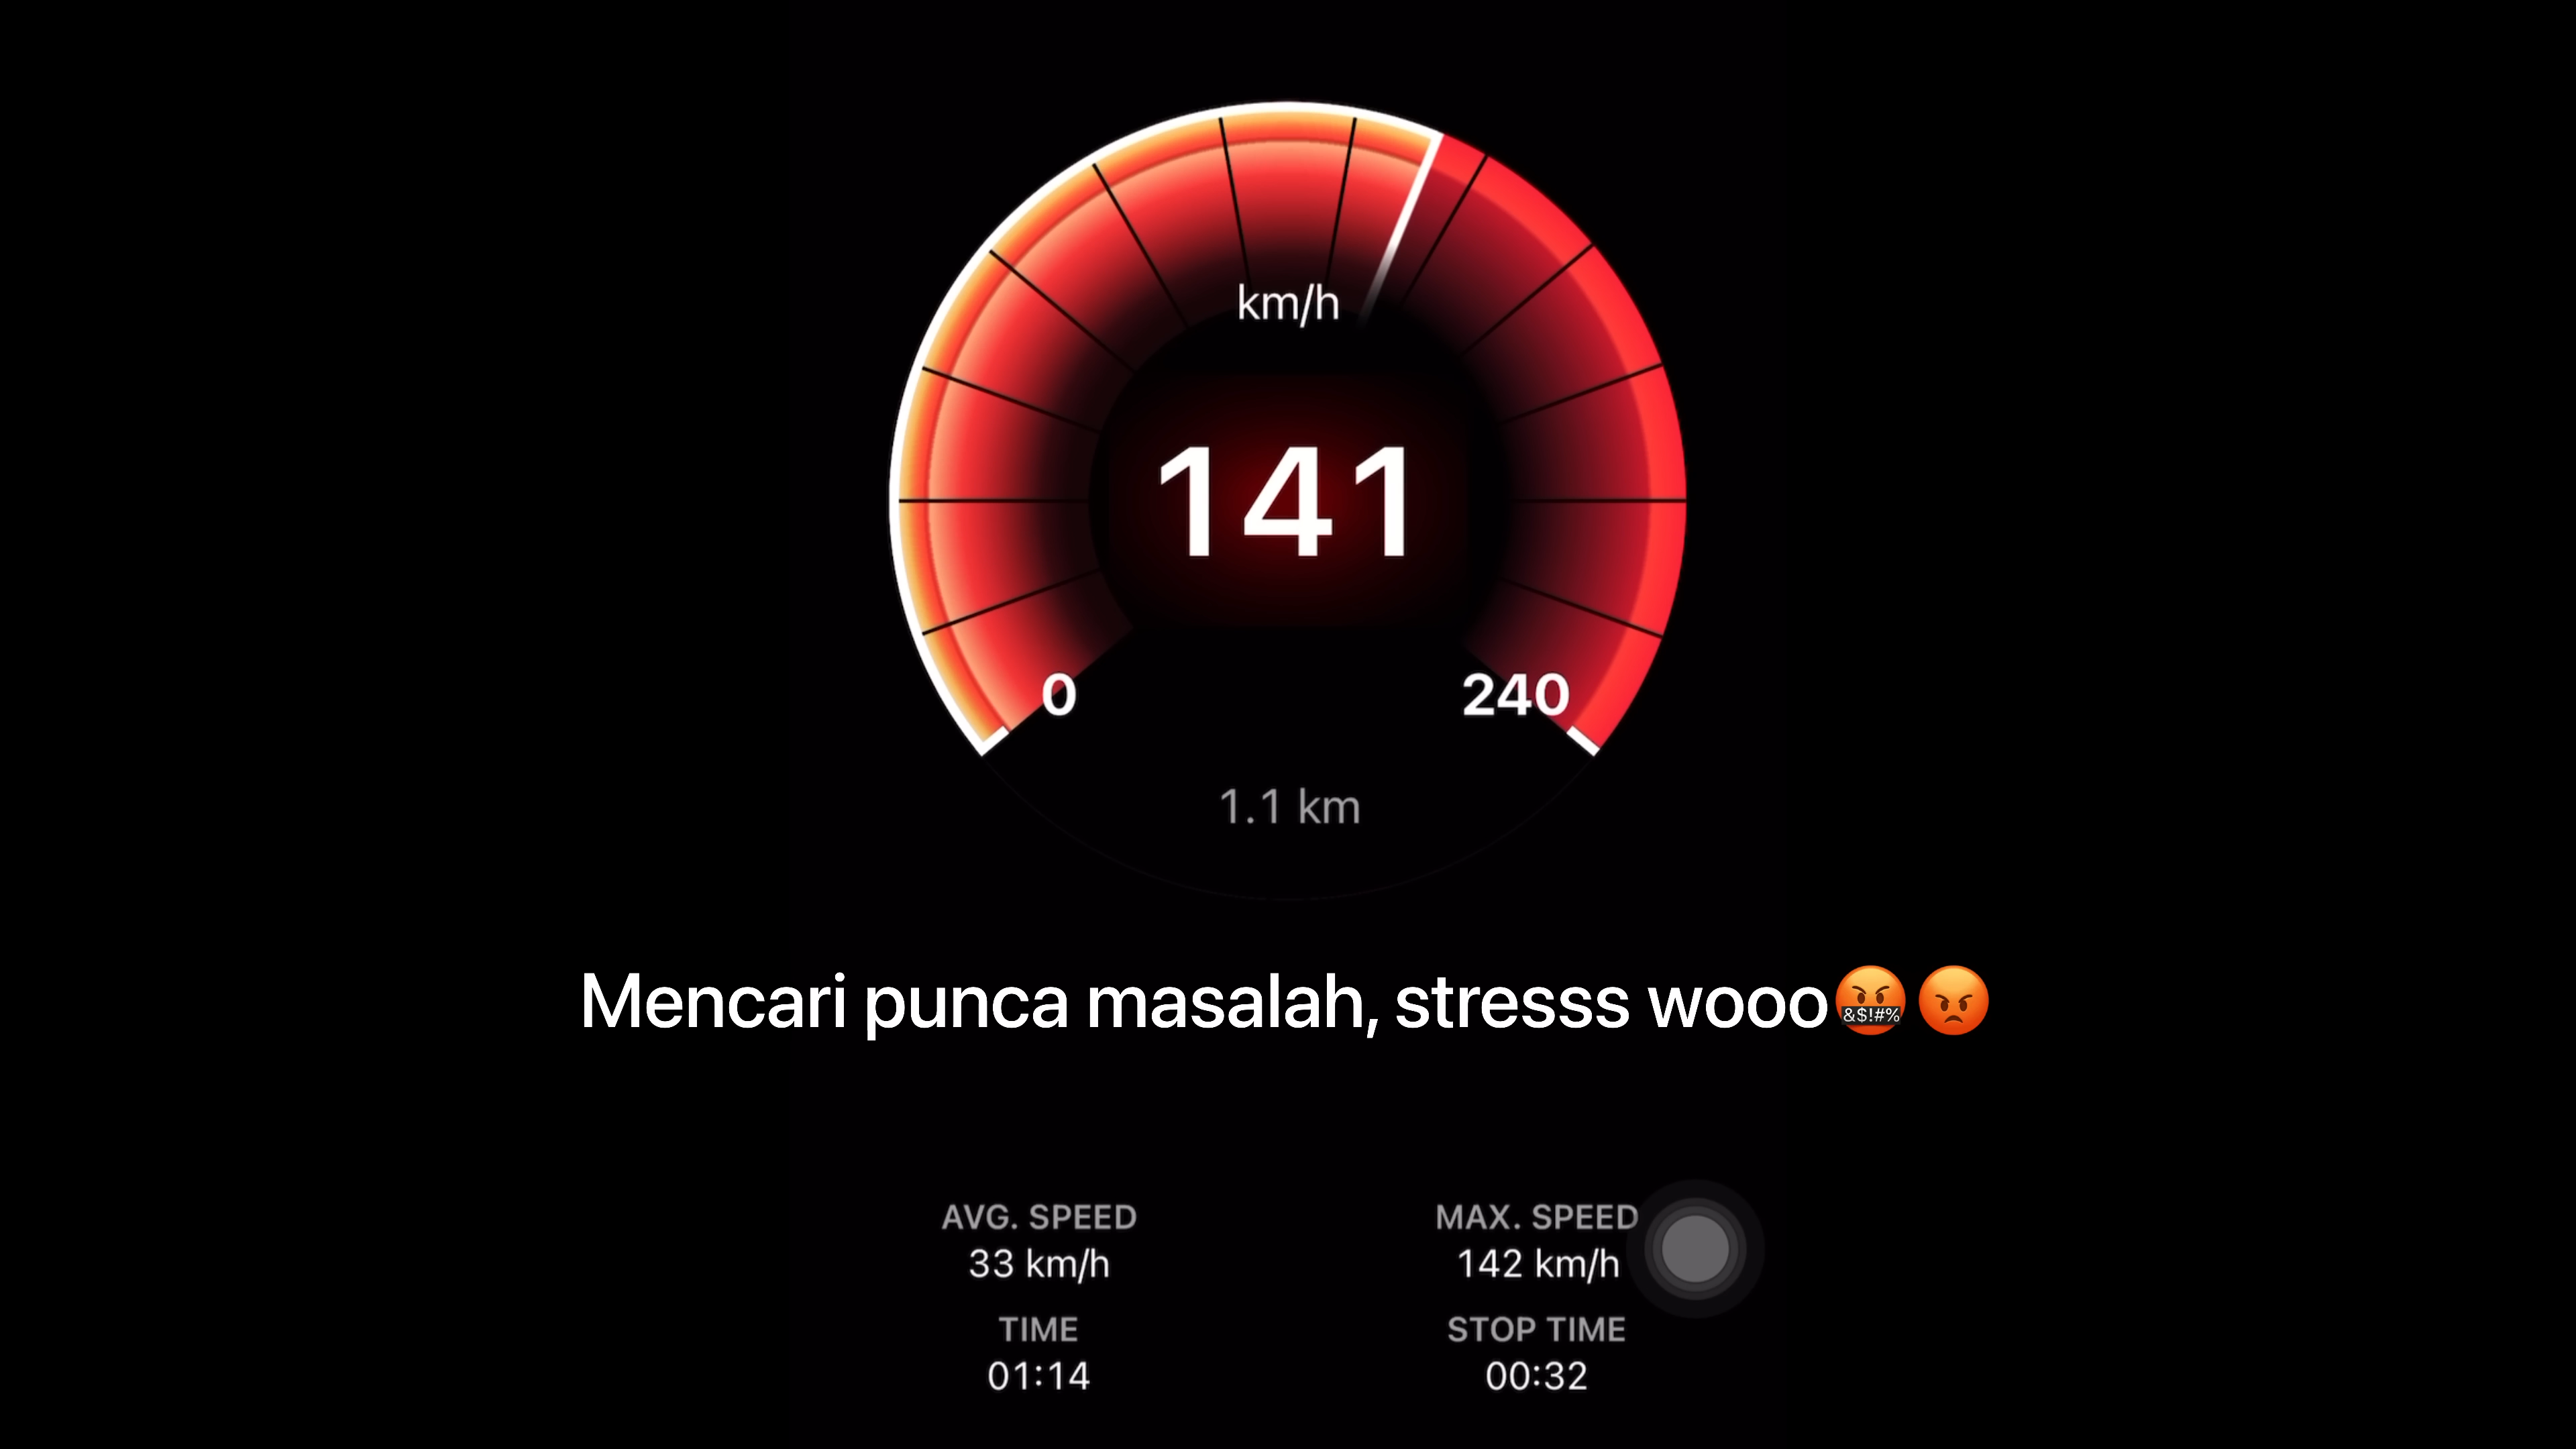 km/h
141
0
240
1.1 km
Mencari punca masalah, stresss wooo🤬😡
AVG. SPEED
33 km/h
MAX. SPEED
142 km/h
TIME
01:14
STOP TIME
00:32